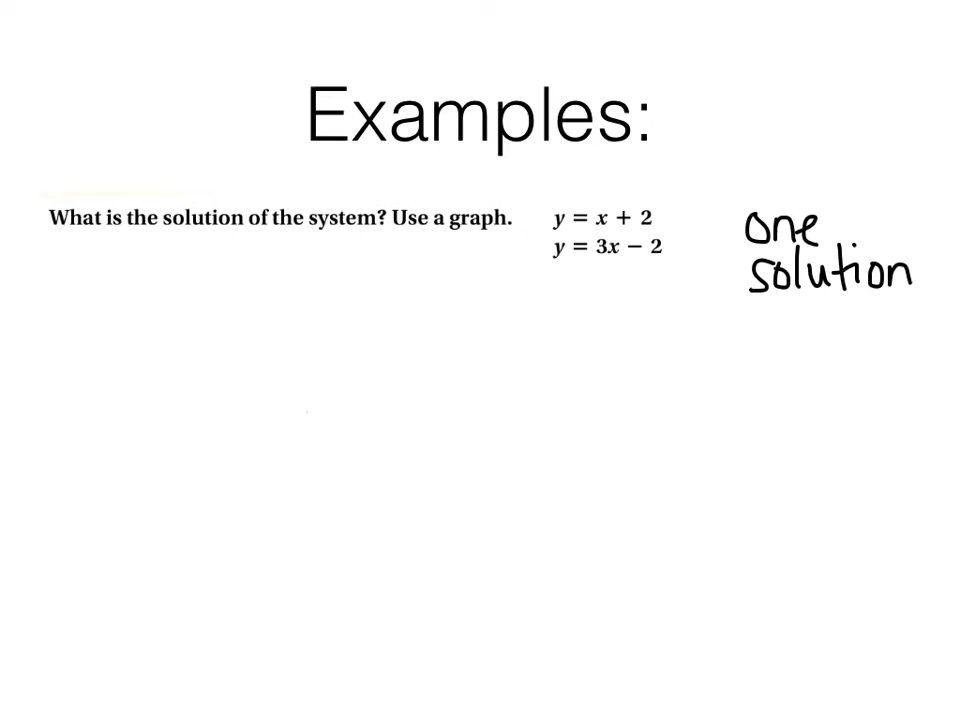 Examples:
What is the solution of the system? Use a graph. y = x + 2
y = 3x − 2
one
solution